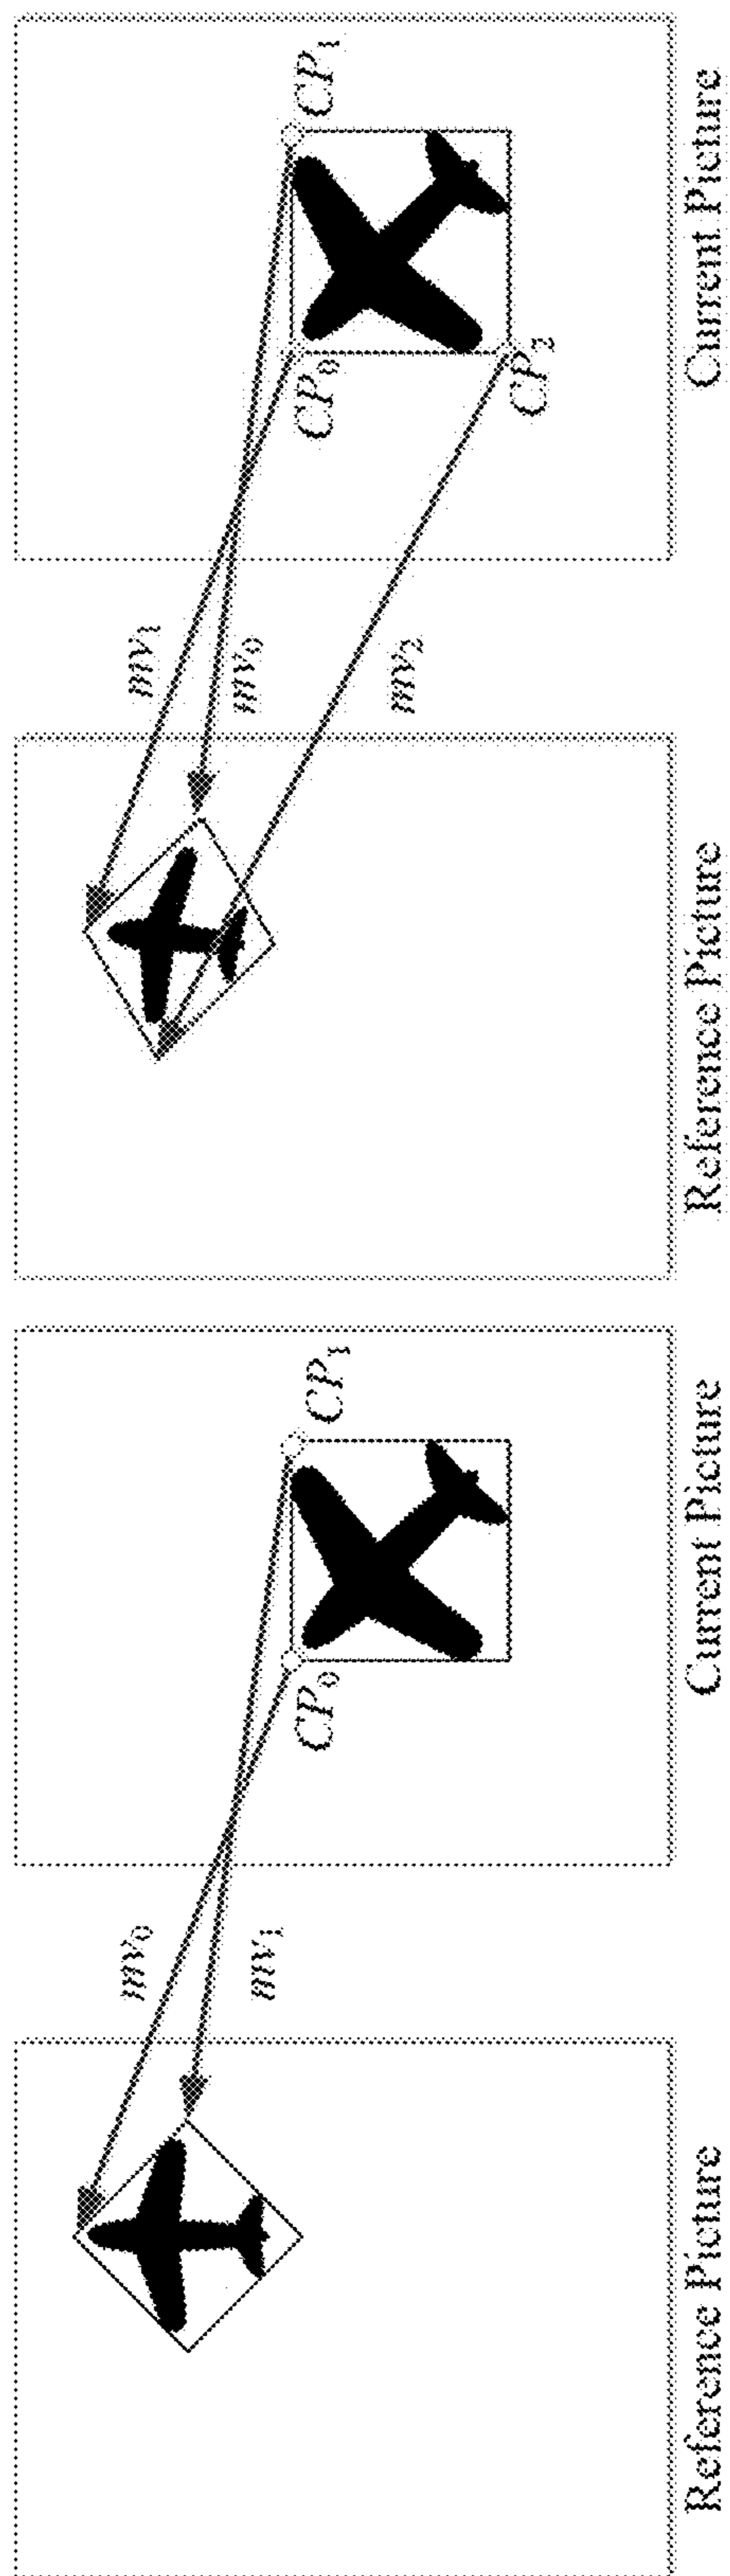 mv₀
mv₁
CP₀
CP₁
Reference Picture
Current Picture
mv₁
mv₀
CP₀
CP₁
mv₂
CP₂
Reference Picture
Current Picture